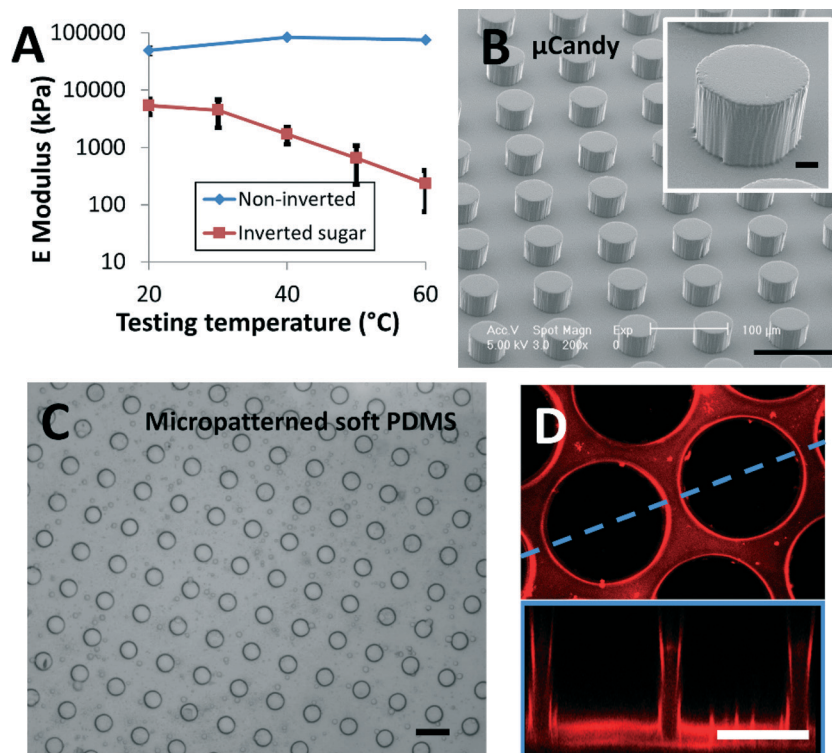 A
E Modulus (kPa)
100000
10000
1000
100
10
Non-inverted
Inverted sugar
20
40
60
Testing temperature (°C)
B
µCandy
Acc.V Spot Magn Exp
5.00 kV 3.0 200x 0
100 µm
C
Micropatterned soft PDMS
D